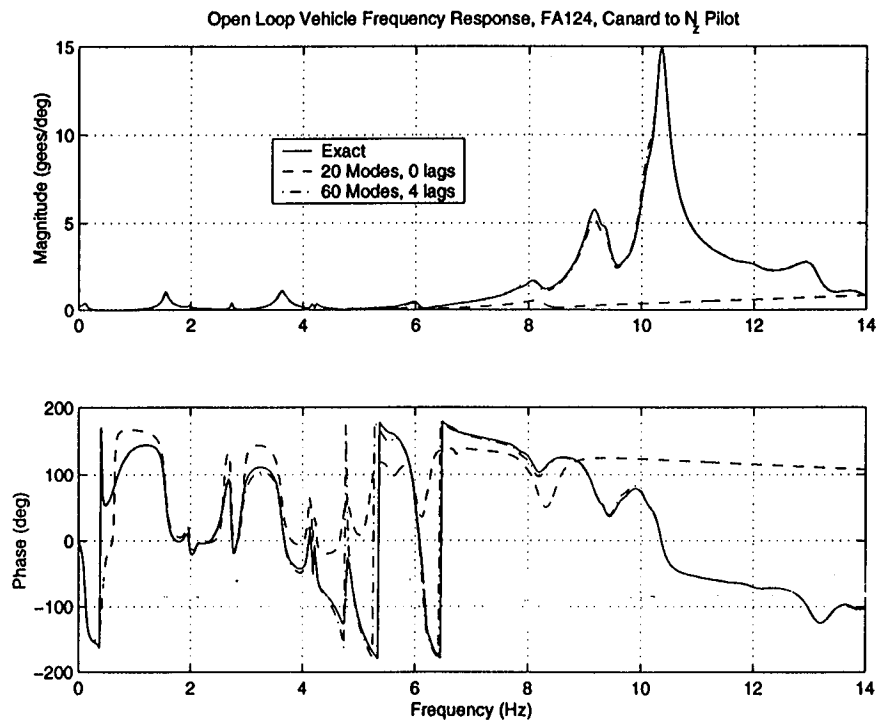 Open Loop Vehicle Frequency Response, FA124, Canard to Nz Pilot
15
10
5
0
Magnitude (gees/deg)
Exact
20 Modes, 0 lags
60 Modes, 4 lags
0 2 4 6 8 10 12 14
200
100
0
−100
−200
Phase (deg)
0 2 4 6 8 10 12 14
Frequency (Hz)